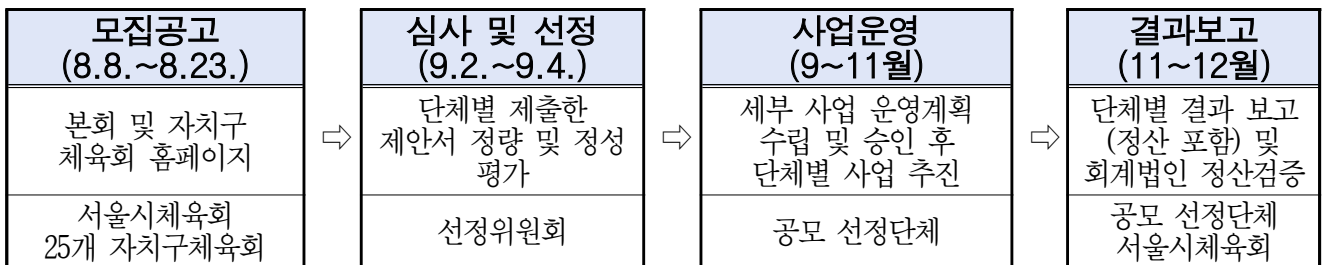 모집공고
(8.8.~8.23.)
본회 및 자치구
체육회 홈페이지
서울시체육회
25개 자치구체육회
⇨
심사 및 선정
(9.2.~9.4.)
단체별 제출한
제안서 정량 및 정성
평가
선정위원회
⇨
사업운영
(9~11월)
세부 사업 운영계획
수립 및 승인 후
단체별 사업 추진
공모 선정단체
⇨
결과보고
(11~12월)
단체별 결과 보고
(정산 포함) 및
회계법인 정산검증
공모 선정단체
서울시체육회